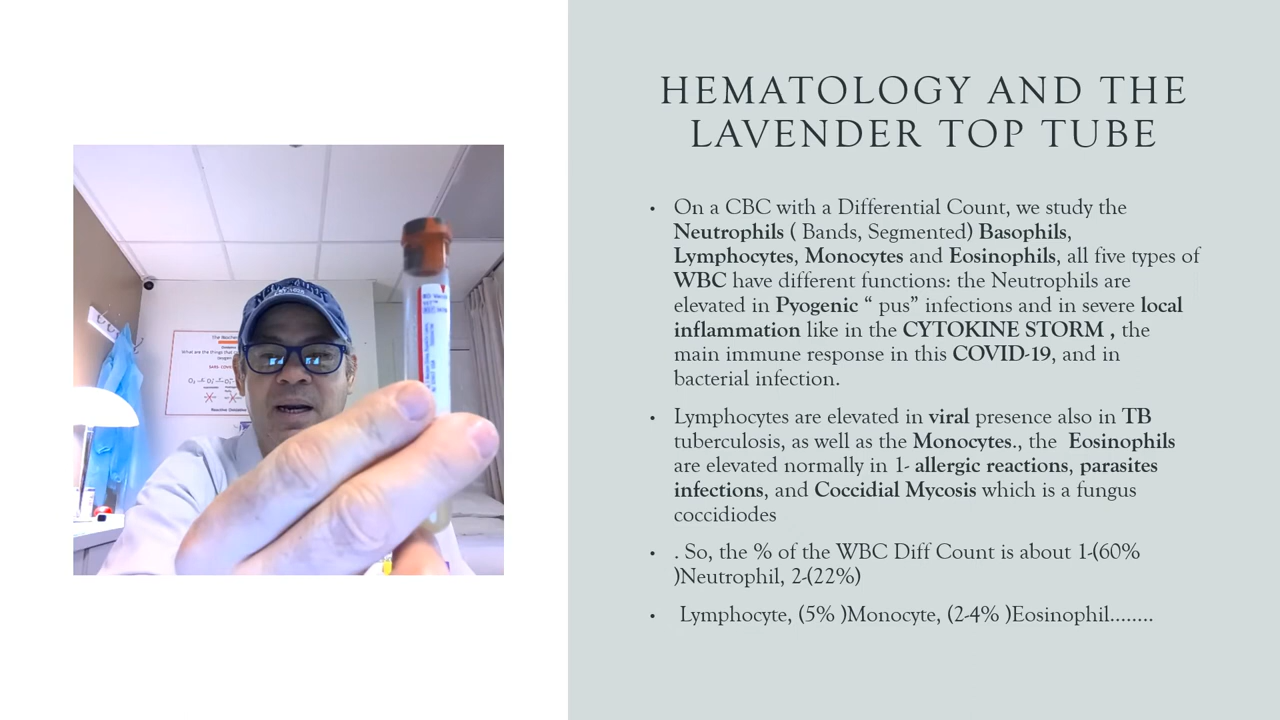 HEMATOLOGY AND THE
LAVENDER TOP TUBE
• On a CBC with a Differential Count, we study the
Neutrophils ( Bands, Segmented) Basophils,
Lymphocytes, Monocytes and Eosinophils, all five types of
WBC have different functions: the Neutrophils are
elevated in Pyogenic “ pus” infections and in severe local
inflammation like in the CYTOKINE STORM , the
main immune response in this COVID-19, and in
bacterial infection.
• Lymphocytes are elevated in viral presence also in TB
tuberculosis, as well as the Monocytes., the Eosinophils
are elevated normally in 1- allergic reactions, parasites
infections, and Coccidial Mycosis which is a fungus
coccidiodes
• . So, the % of the WBC Diff Count is about 1-(60%
)Neutrophil, 2-(22%)
• Lymphocyte, (5% )Monocyte, (2-4% )Eosinophil........